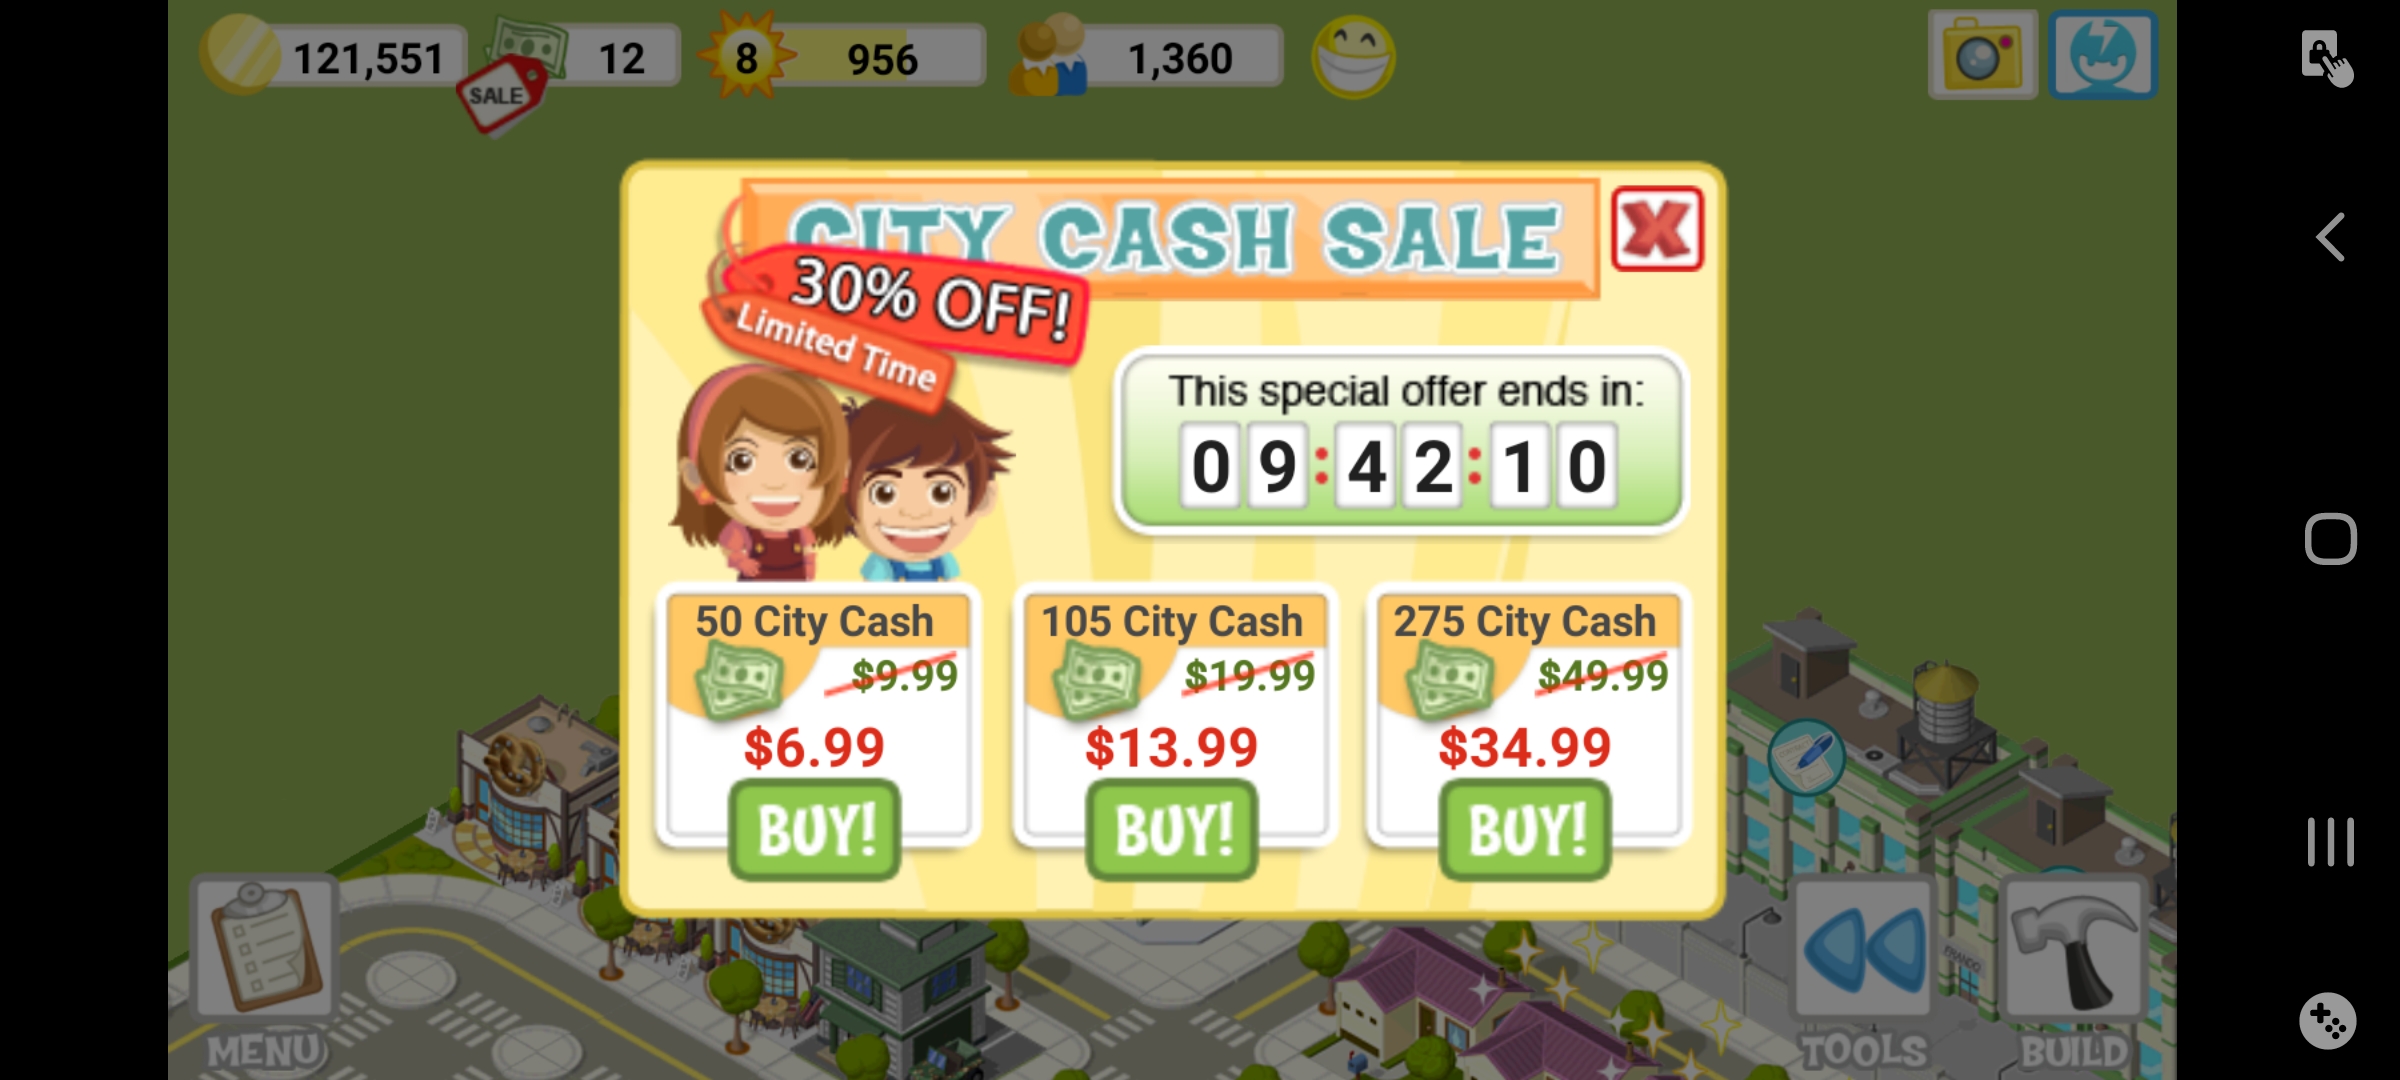 121,551
12
8
956
1,360
SALE
CITY CASH SALE
30% OFF!
Limited Time
This special offer ends in:
09:42:10
50 City Cash
$9.99
$6.99
BUY!
105 City Cash
$19.99
$13.99
BUY!
275 City Cash
$49.99
$34.99
BUY!
MENU
TOOLS
BUILD